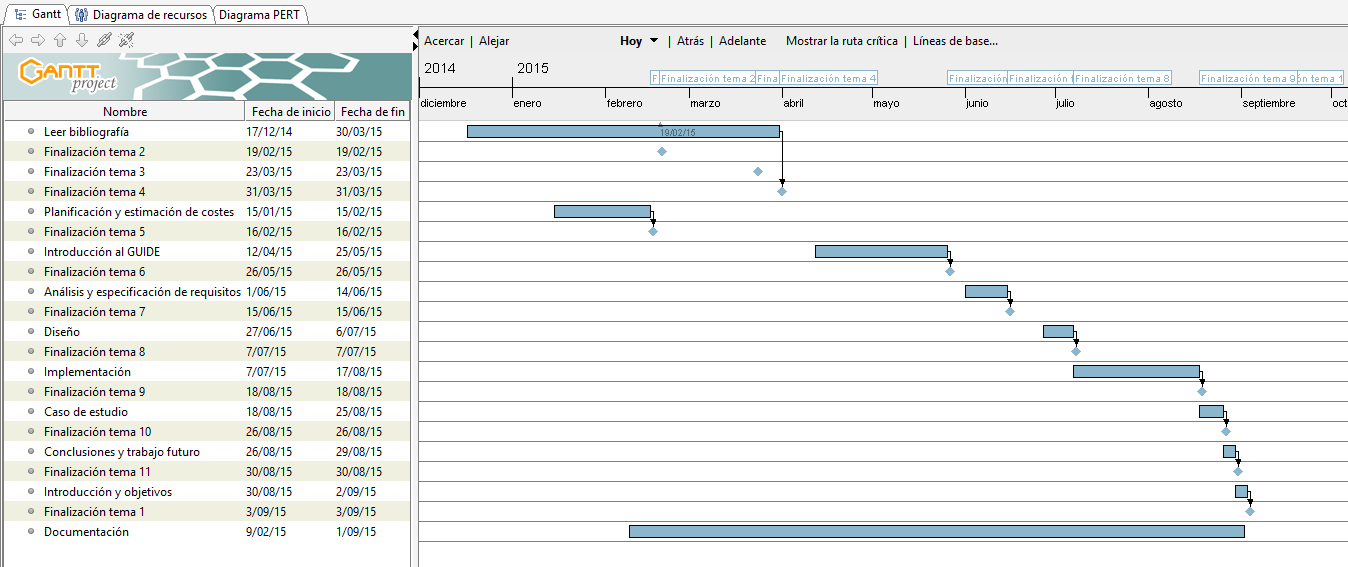 Gantt Diagrama de recursos Diagrama PERT
Acercar | Alejar Hoy | Atrás | Adelante Mostrar la ruta crítica | Líneas de base...
GANTT project
2014 2015
F Finalización tema 2 Fina Finalización tema 4 Finalización Finalización t Finalización tema 8 Finalización tema 9 ón tema 1
diciembre enero febrero marzo abril mayo junio julio agosto septiembre oct
Nombre Fecha de inicio Fecha de fin
Leer bibliografía 17/12/14 30/03/15 19/02/15
Finalización tema 2 19/02/15 19/02/15
Finalización tema 3 23/03/15 23/03/15
Finalización tema 4 31/03/15 31/03/15
Planificación y estimación de costes 15/01/15 15/02/15
Finalización tema 5 16/02/15 16/02/15
Introducción al GUIDE 12/04/15 25/05/15
Finalización tema 6 26/05/15 26/05/15
Análisis y especificación de requisitos 1/06/15 14/06/15
Finalización tema 7 15/06/15 15/06/15
Diseño 27/06/15 6/07/15
Finalización tema 8 7/07/15 7/07/15
Implementación 7/07/15 17/08/15
Finalización tema 9 18/08/15 18/08/15
Caso de estudio 18/08/15 25/08/15
Finalización tema 10 26/08/15 26/08/15
Conclusiones y trabajo futuro 26/08/15 29/08/15
Finalización tema 11 30/08/15 30/08/15
Introducción y objetivos 30/08/15 2/09/15
Finalización tema 1 3/09/15 3/09/15
Documentación 9/02/15 1/09/15